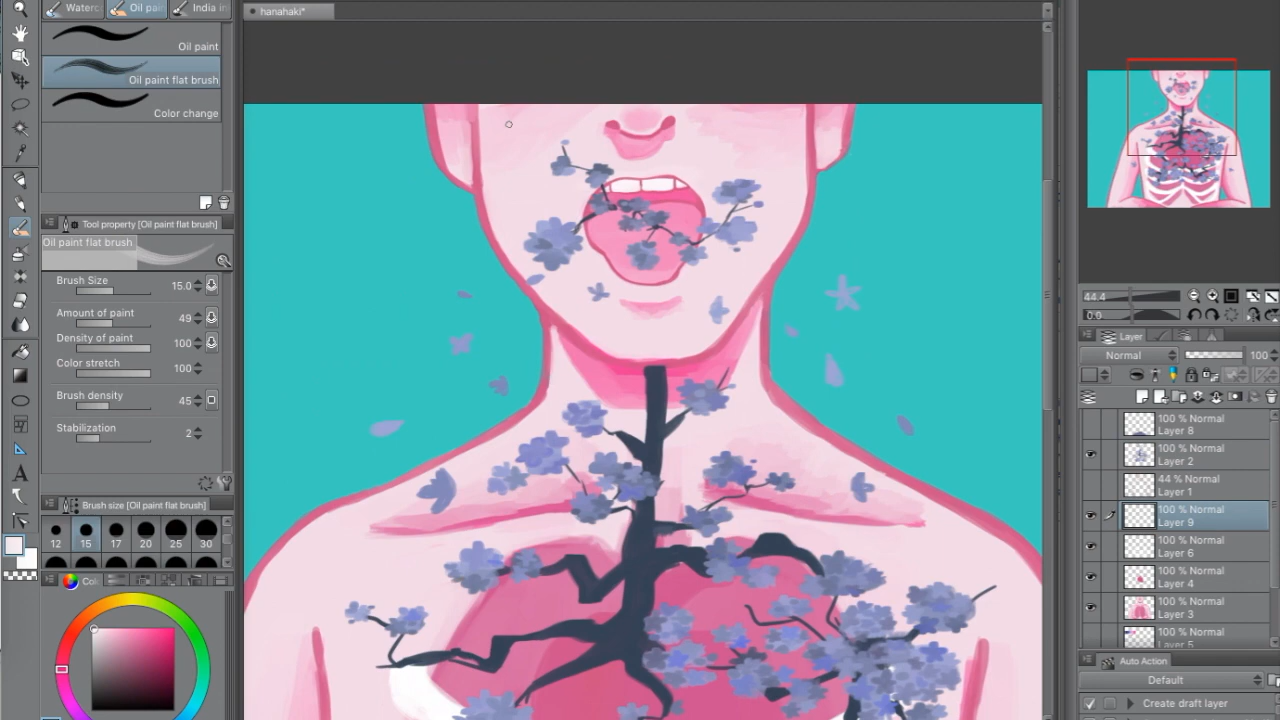 Waterc
Oil pai
India in
hanahaki*
Oil paint
Oil paint flat brush
Color change
Tool property [Oil paint flat brush]
Oil paint flat brush
Brush Size 15.0
Amount of paint 49
Density of paint 100
Color stretch 100
Brush density 45
Stabilization 2
Brush size [Oil paint flat brush]
12 15 17 20 25 30
Col
44.4
0.0
Layer
Normal 100
100 % Normal
Layer 8
100 % Normal
Layer 2
44 % Normal
Layer 1
100 % Normal
Layer 9
100 % Normal
Layer 6
100 % Normal
Layer 4
100 % Normal
Layer 3
100 % Normal
Layer 5
Auto Action
Default
Create draft layer